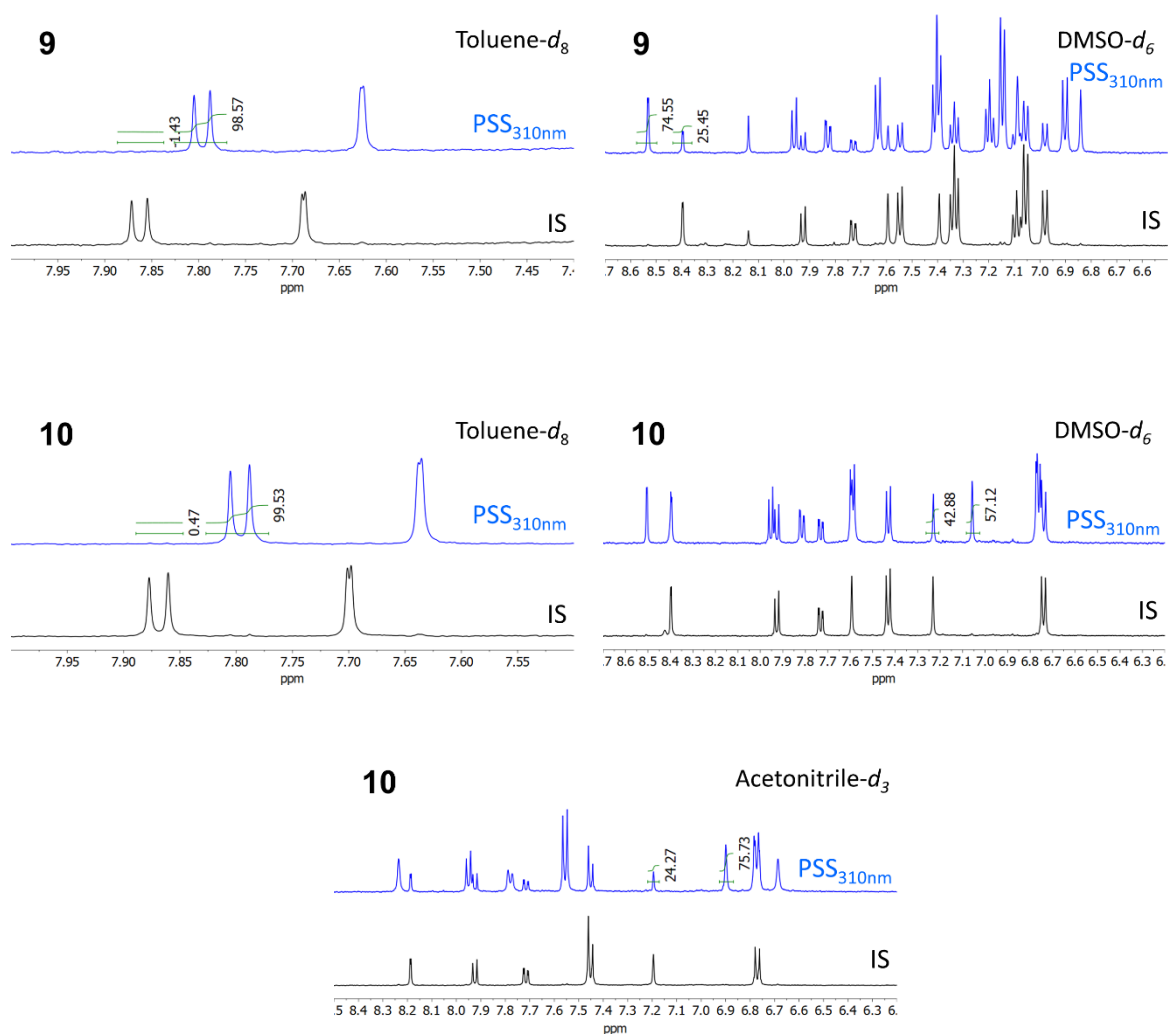 9
Toluene-d8
1.43
98.57
PSS310nm
IS
7.95 7.90 7.85 7.80 7.75 7.70 7.65 7.60 7.55 7.50 7.45 7.4
ppm
9
DMSO-d6
PSS310nm
74.55
25.45
IS
8.7 8.6 8.5 8.4 8.3 8.2 8.1 8.0 7.9 7.8 7.7 7.6 7.5 7.4 7.3 7.2 7.1 7.0 6.9 6.8 6.7 6.6
ppm
10
Toluene-d8
0.47
99.53
PSS310nm
IS
7.95 7.90 7.85 7.80 7.75 7.70 7.65 7.60 7.55
ppm
10
DMSO-d6
42.88
57.12
PSS310nm
IS
.7 8.6 8.5 8.4 8.3 8.2 8.1 8.0 7.9 7.8 7.7 7.6 7.5 7.4 7.3 7.2 7.1 7.0 6.9 6.8 6.7 6.6 6.5 6.4 6.3 6.2
ppm
10
Acetonitrile-d3
24.27
75.73
PSS310nm
IS
.5 8.4 8.3 8.2 8.1 8.0 7.9 7.8 7.7 7.6 7.5 7.4 7.3 7.2 7.1 7.0 6.9 6.8 6.7 6.6 6.5 6.4 6.3
ppm